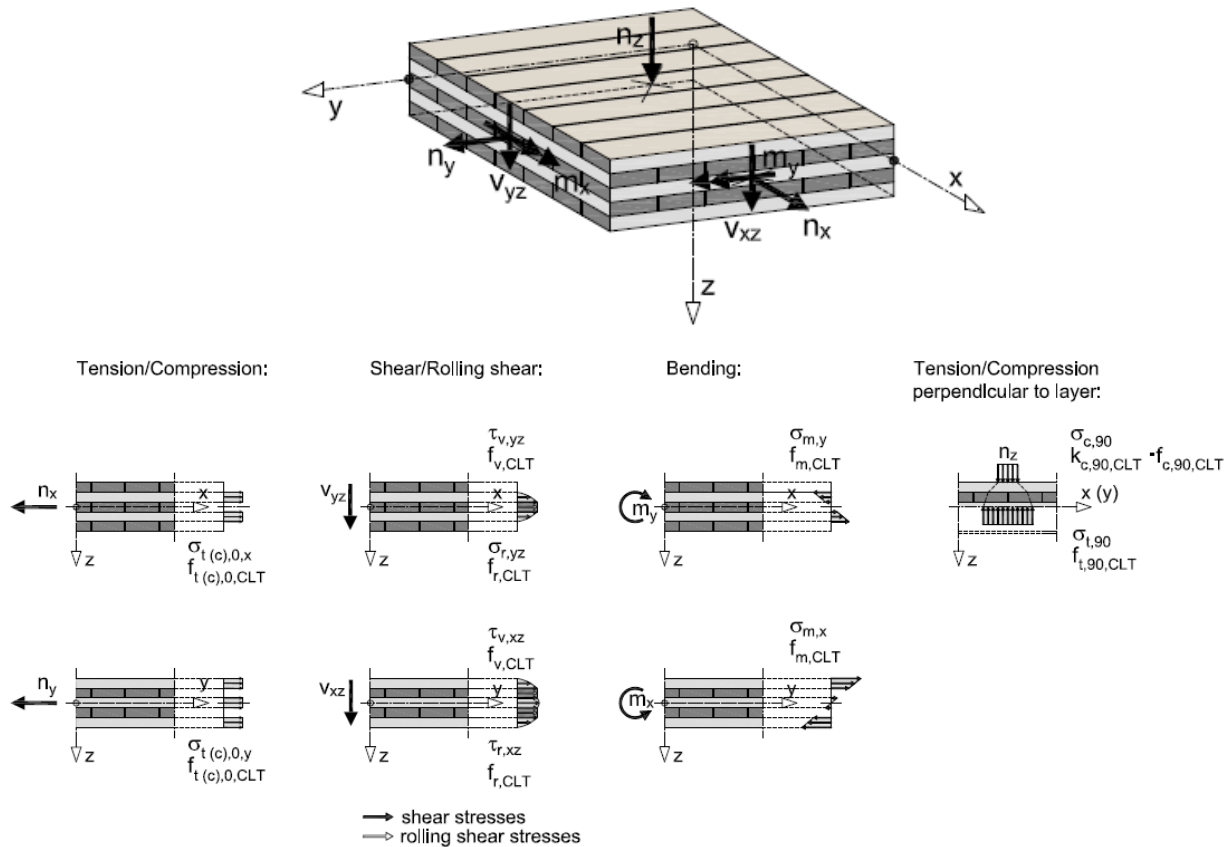 n_z
y
n_y
v_yz
m_x
m_y
v_xz
n_x
x
z
Tension/Compression:
Shear/Rolling shear:
Bending:
Tension/Compression
perpendicular to layer:
n_x
x
z
σ_t (c),0,x
f_t (c),0,CLT
v_yz
τ_v,yz
f_v,CLT
x
z
σ_r,yz
f_r,CLT
m_y
σ_m,y
f_m,CLT
x
z
n_z
σ_c,90
k_c,90,CLT · f_c,90,CLT
x (y)
z
σ_t,90
f_t,90,CLT
n_y
y
z
σ_t (c),0,y
f_t (c),0,CLT
v_xz
τ_v,xz
f_v,CLT
y
z
τ_r,xz
f_r,CLT
m_x
σ_m,x
f_m,CLT
y
z
shear stresses
rolling shear stresses